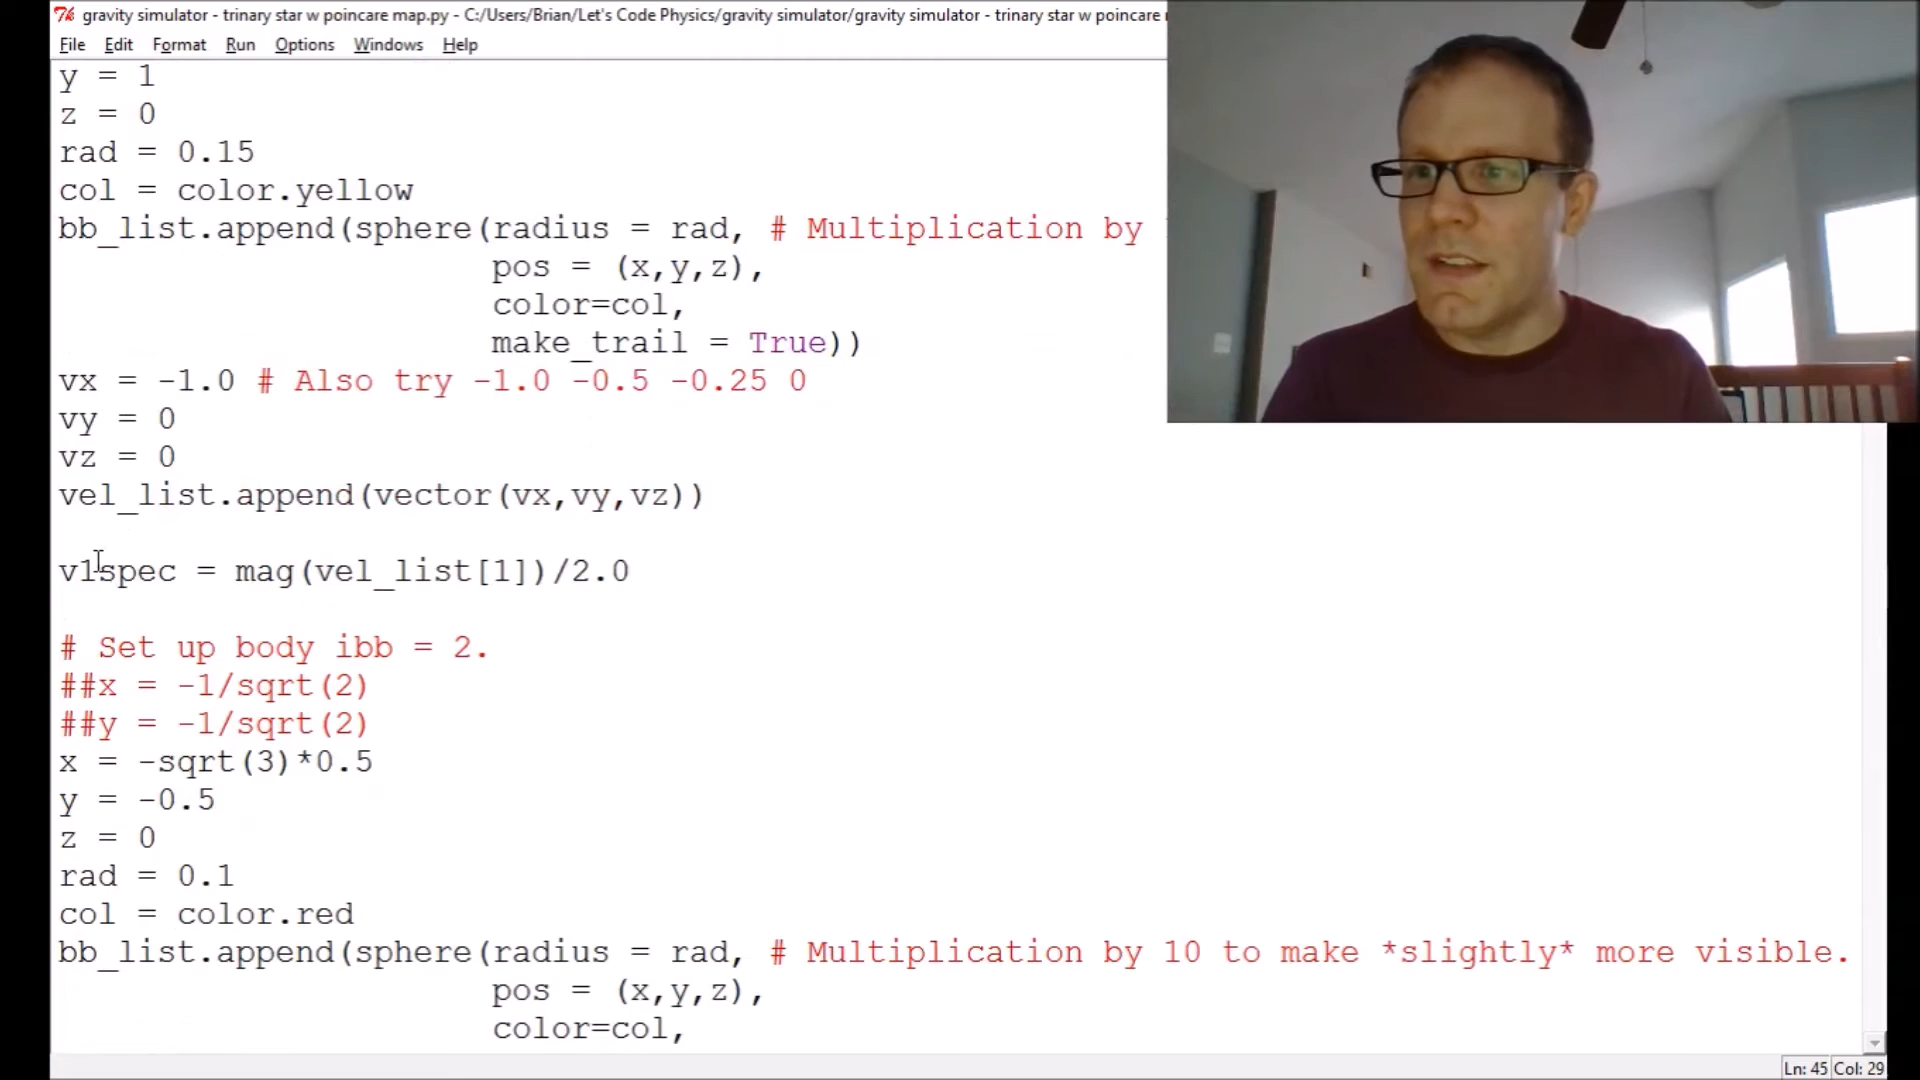 gravity simulator - trinary star w poincare map.py - C:/Users/Brian/Let's Code Physics/gravity simulator/gravity simulator - trinary star w poincare
File Edit Format Run Options Windows Help
y = 1
z = 0
rad = 0.15
col = color.yellow
bb_list.append(sphere(radius = rad, # Multiplication by
pos = (x,y,z),
color=col,
make_trail = True))
vx = -1.0 # Also try -1.0 -0.5 -0.25 0
vy = 0
vz = 0
vel_list.append(vector(vx,vy,vz))
v1spec = mag(vel_list[1])/2.0
# Set up body ibb = 2.
##x = -1/sqrt(2)
##y = -1/sqrt(2)
x = -sqrt(3)*0.5
y = -0.5
z = 0
rad = 0.1
col = color.red
bb_list.append(sphere(radius = rad, # Multiplication by 10 to make *slightly* more visible.
pos = (x,y,z),
color=col,
Ln: 45 Col: 29